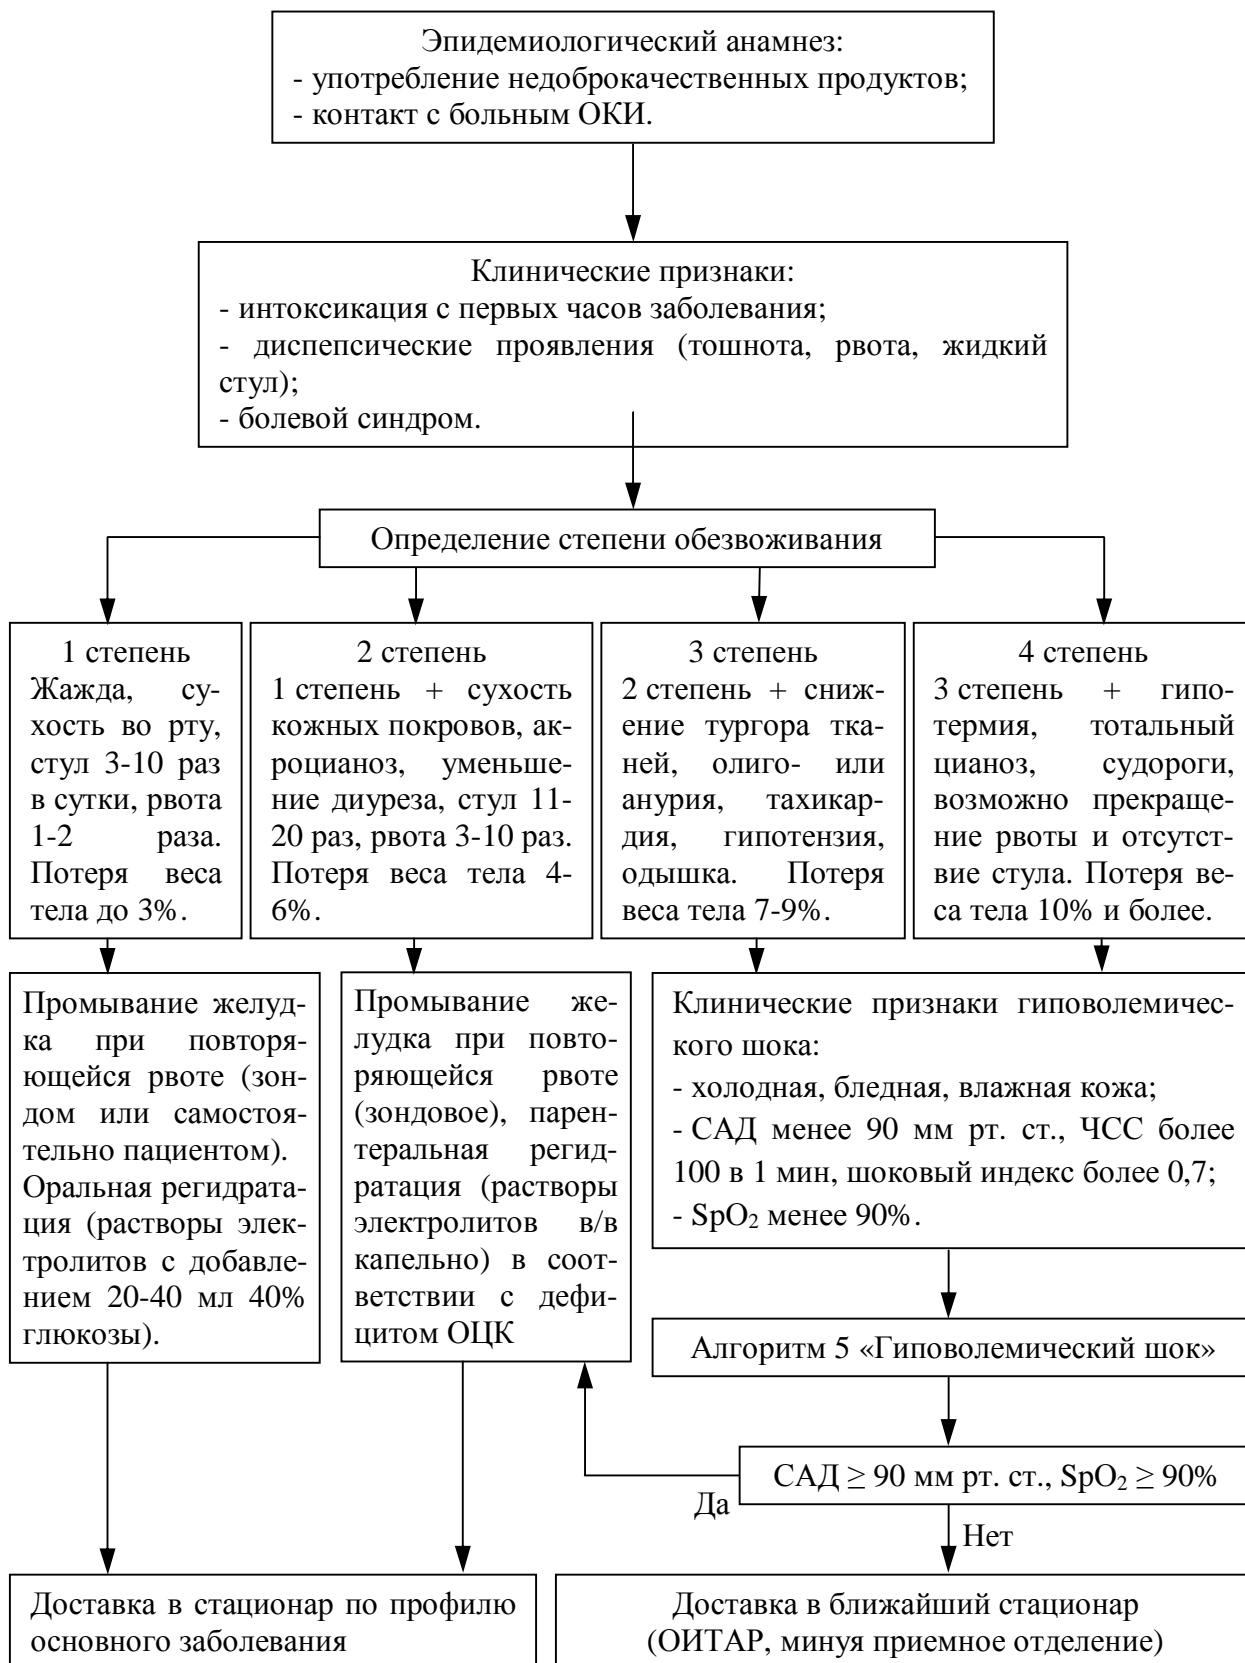 Эпидемиологический анамнез:
- употребление недоброкачественных продуктов;
- контакт с больным ОКИ.
Клинические признаки:
- интоксикация с первых часов заболевания;
- диспепсические проявления (тошнота, рвота, жидкий
стул);
- болевой синдром.
Определение степени обезвоживания
1 степень
Жажда, су-
хость во рту,
стул 3-10 раз
в сутки, рвота
1-2 раза.
Потеря веса
тела до 3%.
2 степень
1 степень + сухость
кожных покровов, ак-
роцианоз, уменьше-
ние диуреза, стул 11-
20 раз, рвота 3-10 раз.
Потеря веса тела 4-
6%.
3 степень
2 степень + сниж-
ение тургора тка-
ней, олиго- или
анурия, тахикар-
дия, гипотензия,
одышка. Потеря
веса тела 7-9%.
4 степень
3 степень + гипо-
термия, тотальный
цианоз, судороги,
возможно прекраще-
ние рвоты и отсутст-
вие стула. Потеря ве-
са тела 10% и более.
Промывание желуд-
ка при повторя-
ющейся рвоте (зон-
дом или самостоя-
тельно пациентом).
Оральная регидрата-
ция (растворы элек-
тролитов с добавле-
нием 20-40 мл 40%
глюкозы).
Промывание же-
лудка при повто-
ряющейся рвоте
(зондовое), парен-
теральная регид-
ратация (растворы
электролитов в/в
капельно) в соот-
ветствии с дефи-
цитом ОЦК
Клинические признаки гиповолемичес-
кого шока:
- холодная, бледная, влажная кожа;
- САД менее 90 мм рт. ст., ЧСС более
100 в 1 мин, шоковый индекс более 0,7;
- SpO₂ менее 90%.
Алгоритм 5 «Гиповолемический шок»
САД ≥ 90 мм рт. ст., SpO₂ ≥ 90%
Да
Нет
Доставка в стационар по профилю
основного заболевания
Доставка в ближайший стационар
(ОИТАР, минуя приемное отделение)